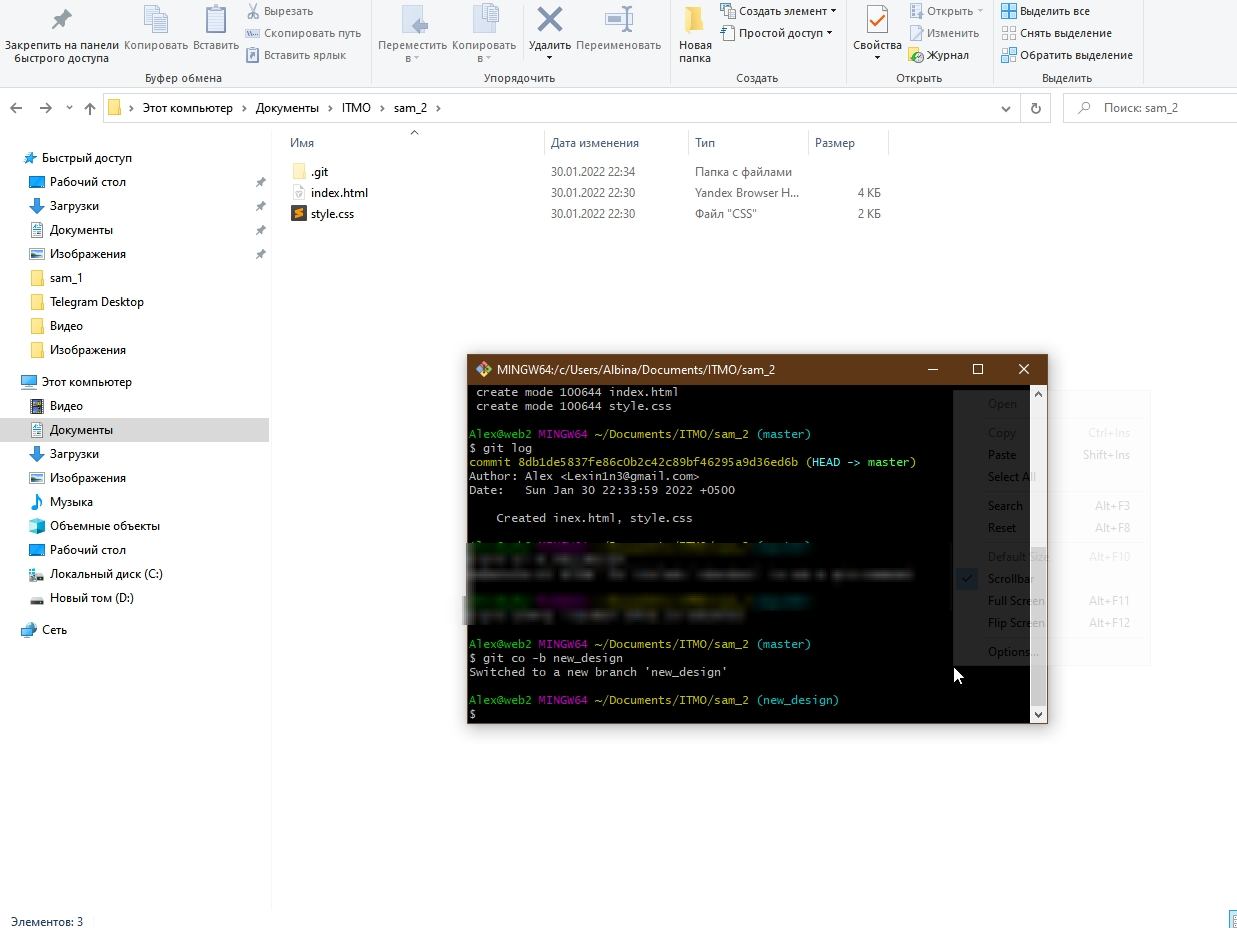 Закрепить на панели быстрого доступа
Копировать
Вставить
Вырезать
Скопировать путь
Вставить ярлык
Буфер обмена
Переместить в
Копировать в
Удалить
Переименовать
Упорядочить
Новая папка
Создать элемент
Простой доступ
Создать
Свойства
Открыть
Изменить
Журнал
Открыть
Выделить все
Снять выделение
Обратить выделение
Выделить
Этот компьютер
Документы
ITMO
sam_2
Поиск: sam_2
Имя
Дата изменения
Тип
Размер
.git 30.01.2022 22:34 Папка с файлами
index.html 30.01.2022 22:30 Yandex Browser H... 4 КБ
style.css 30.01.2022 22:30 Файл "CSS" 2 КБ
Быстрый доступ
Рабочий стол
Загрузки
Документы
Изображения
sam_1
Telegram Desktop
Видео
Изображения
Этот компьютер
Видео
Документы
Загрузки
Изображения
Музыка
Объемные объекты
Рабочий стол
Локальный диск (C:)
Новый том (D:)
Сеть
MINGW64:/c/Users/Albina/Documents/ITMO/sam_2
create mode 100644 index.html
create mode 100644 style.css
Alex@web2 MINGW64 ~/Documents/ITMO/sam_2 (master)
$ git log
commit 8db1de5837fe86c0b2c42c89bf46295a9d36ed6b (HEAD -> master)
Author: Alex <Lexin1n3@gmail.com>
Date: Sun Jan 30 22:33:59 2022 +0500
Created inex.html, style.css
Alex@web2 MINGW64 ~/Documents/ITMO/sam_2 (master)
$ git co -b new_design
Switched to a new branch 'new_design'
Alex@web2 MINGW64 ~/Documents/ITMO/sam_2 (new_design)
$
Open
Copy Ctrl+Ins
Paste Shift+Ins
Select All
Search Alt+F3
Reset Alt+F8
Default Size Alt+F10
Scrollbar
Full Screen Alt+F11
Flip Screen Alt+F12
Options...
Элементов: 3